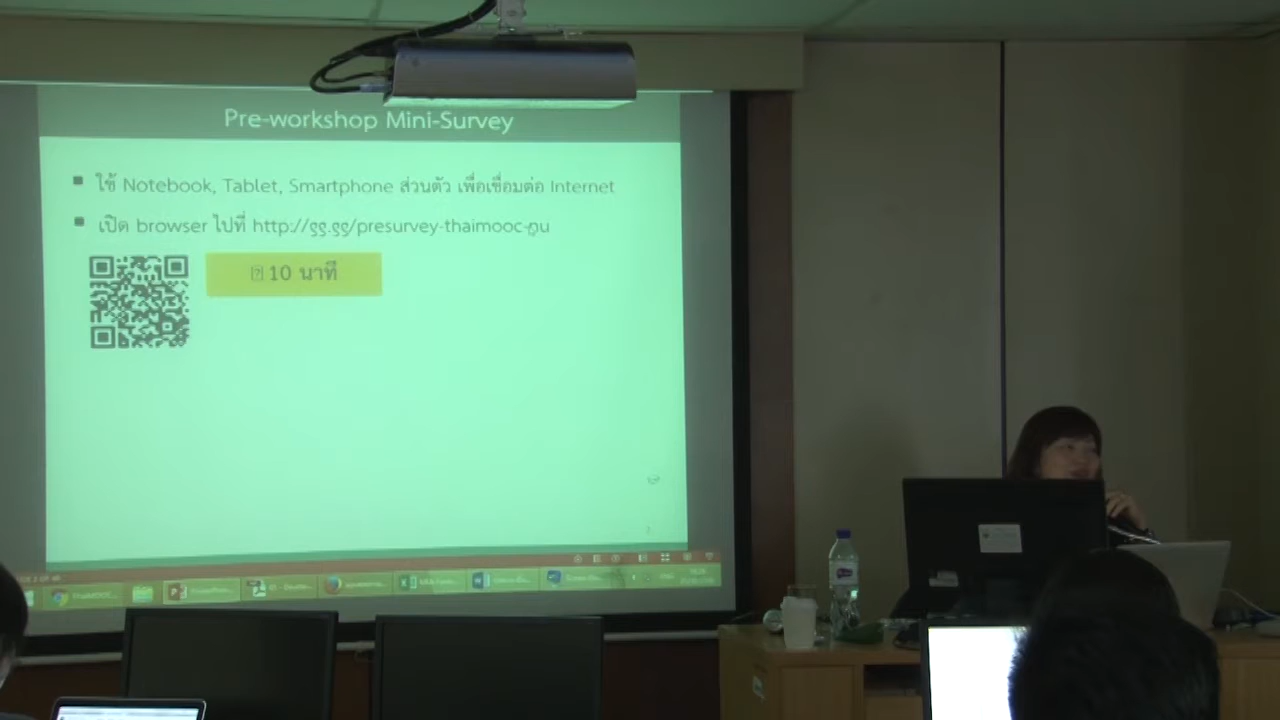 Pre-workshop Mini-Survey
ใช้ Notebook, Tablet, Smartphone ส่วนตัว เพื่อเชื่อมต่อ Internet
เปิด browser ไปที่ http://gg.gg/presurvey-thaimooc-nu
10 นาที